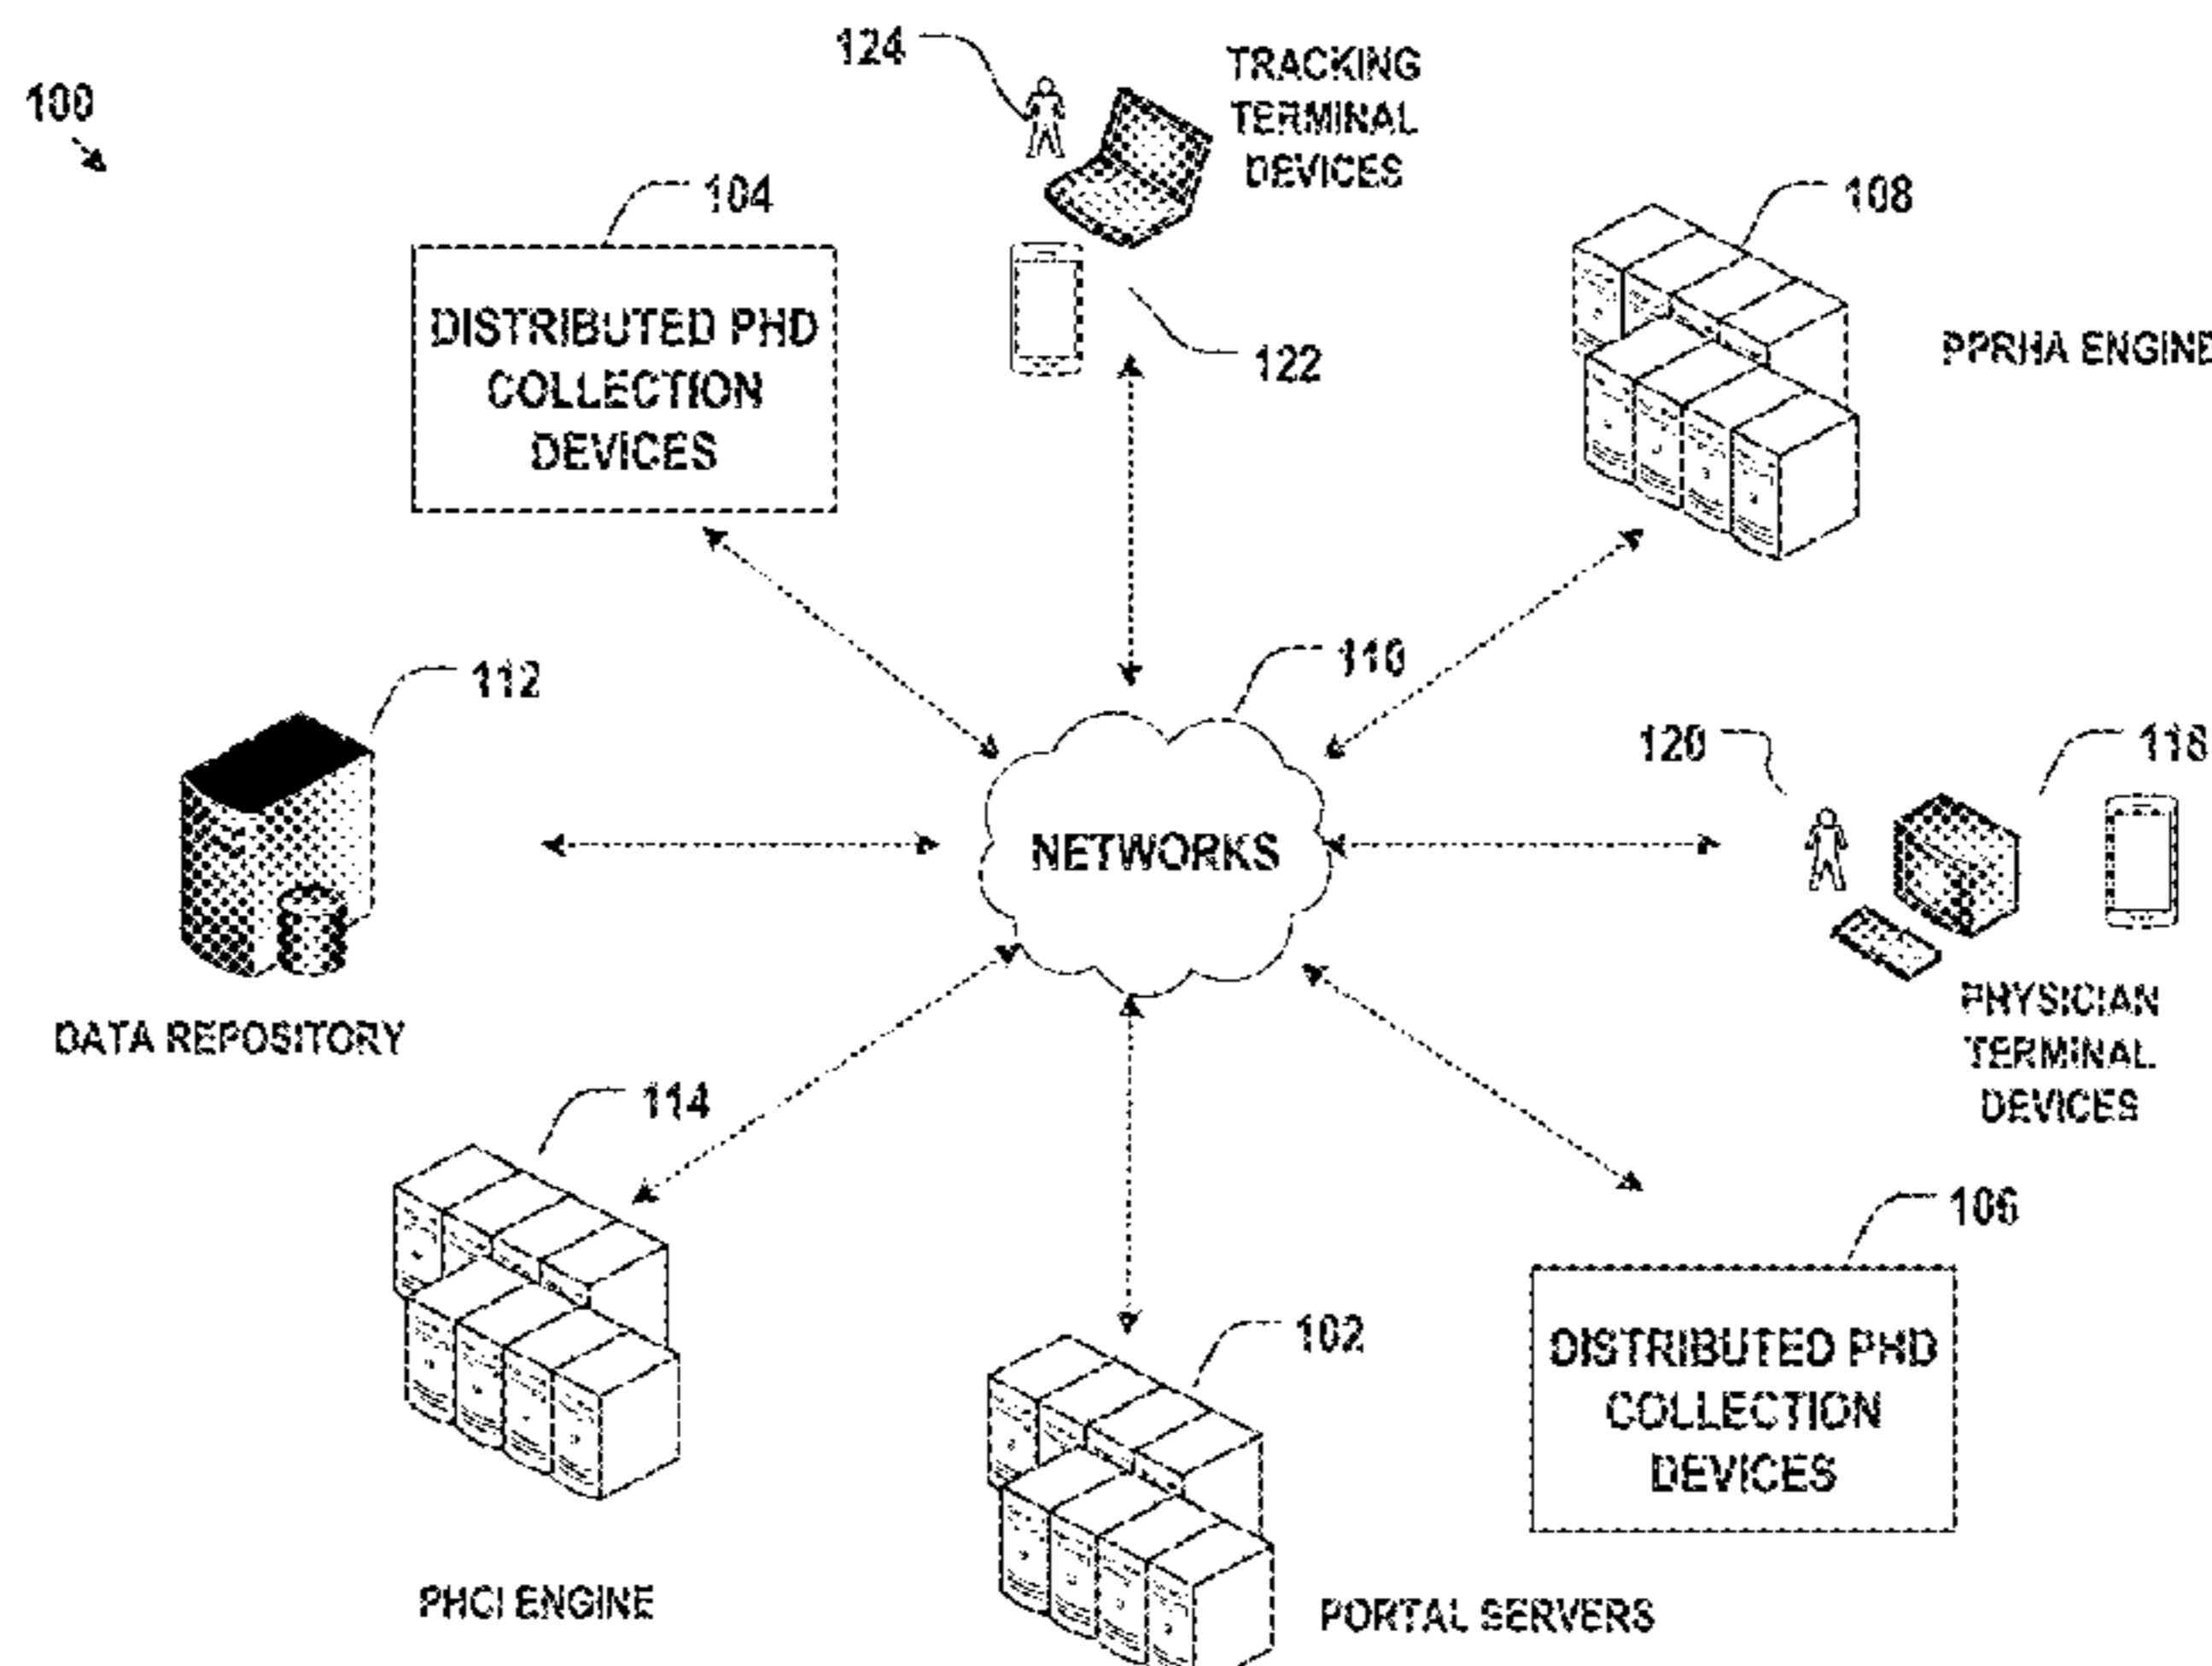 124
TRACKING
TERMINAL
DEVICES
100
104
108
DISTRIBUTED PHD
COLLECTION
DEVICES
122
PPRHA ENGINE
112
110
120
118
NETWORKS
DATA REPOSITORY
PHYSICIAN
TERMINAL
DEVICES
114
106
102
DISTRIBUTED PHD
COLLECTION
DEVICES
PHCI ENGINE
PORTAL SERVERS